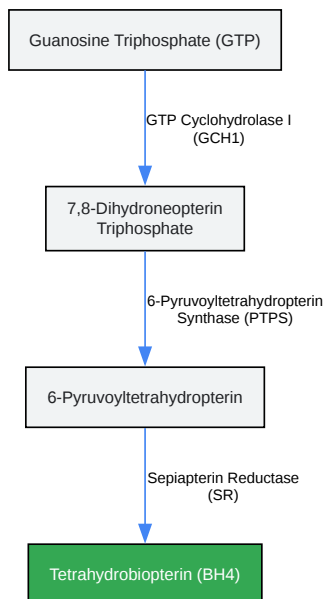 Guanosine Triphosphate (GTP)
GTP Cyclohydrolase I
(GCH1)
7,8-Dihydroneopterin
Triphosphate
6-Pyruvoyltetrahydropterin
Synthase (PTPS)
6-Pyruvoyltetrahydropterin
Sepiapterin Reductase
(SR)
Tetrahydrobiopterin (BH4)